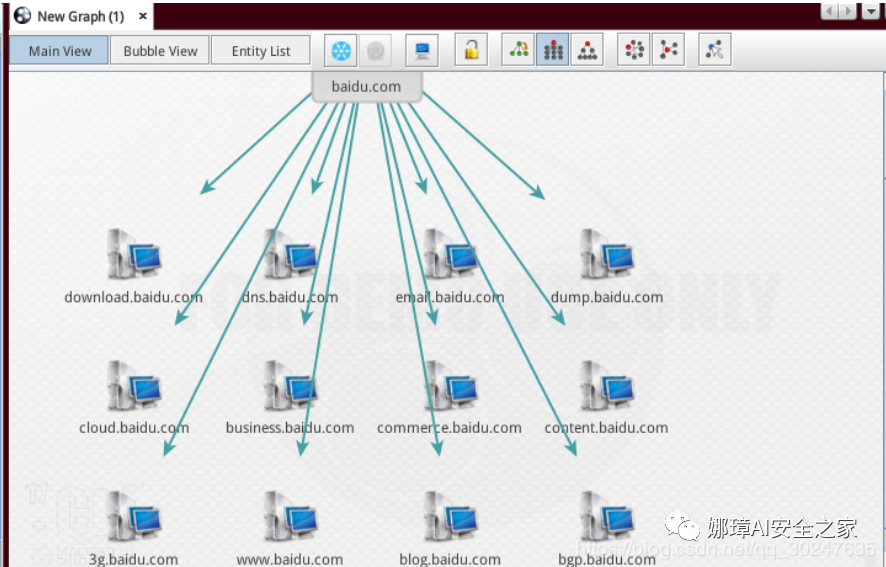 New Graph (1)
Main View Bubble View Entity List
baidu.com
download.baidu.com dns.baidu.com email.baidu.com dump.baidu.com
cloud.baidu.com business.baidu.com commerce.baidu.com content.baidu.com
3g.baidu.com www.baidu.com blog.baidu.com bgp.baidu.com
娜璋AI安全之家
https://blog.csdn.net/qq_30247635